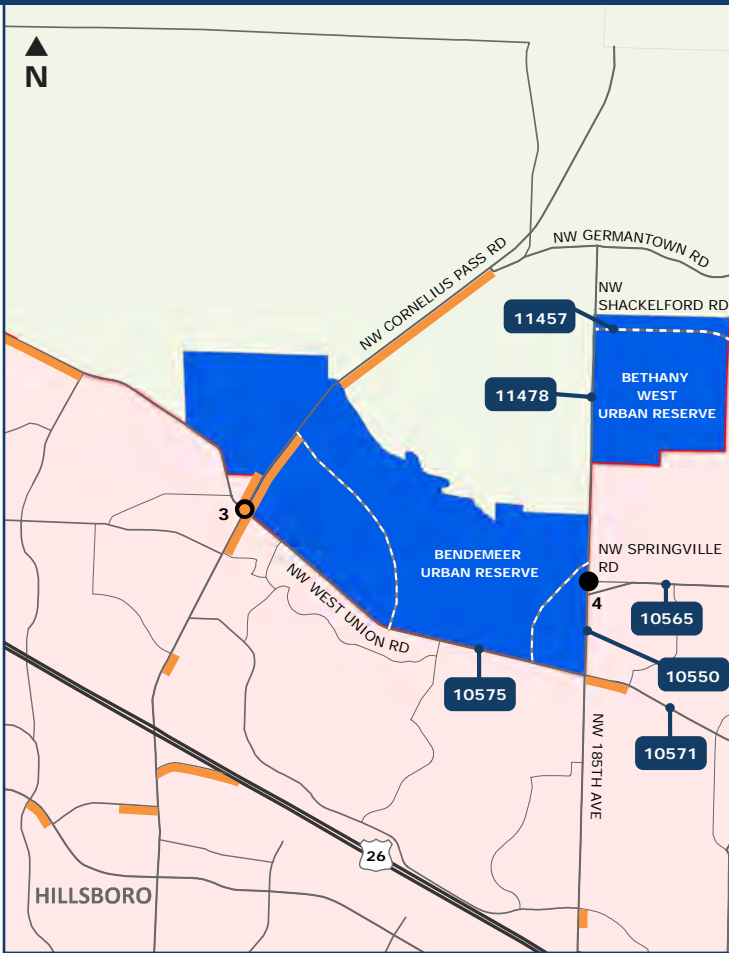 N
NW CORNELIUS PASS RD
NW GERMANTOWN RD
NW
SHACKELFORD RD
11457
11478
BETHANY
WEST
URBAN RESERVE
3
BENDEMEER
URBAN RESERVE
NW SPRINGVILLE
RD
4
10565
NW WEST UNION RD
10550
10575
10571
NW 185TH AVE
26
HILLSBORO